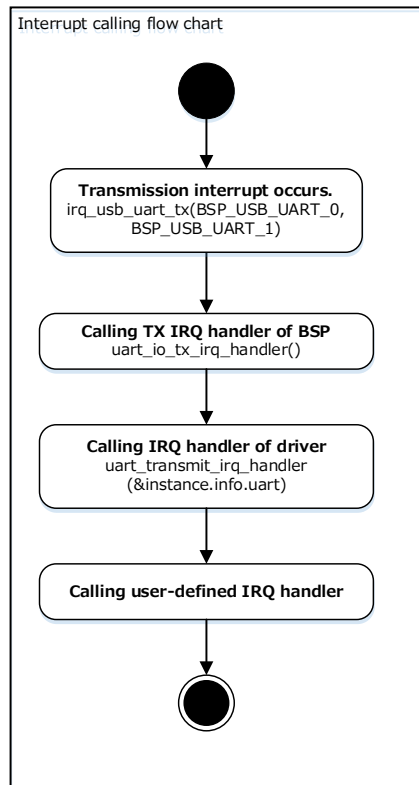 Interrupt calling flow chart
Transmission interrupt occurs.
irq_usb_uart_tx(BSP_USB_UART_0,
BSP_USB_UART_1)
Calling TX IRQ handler of BSP
uart_io_tx_irq_handler()
Calling IRQ handler of driver
uart_transmit_irq_handler
(&instance.info.uart)
Calling user-defined IRQ handler